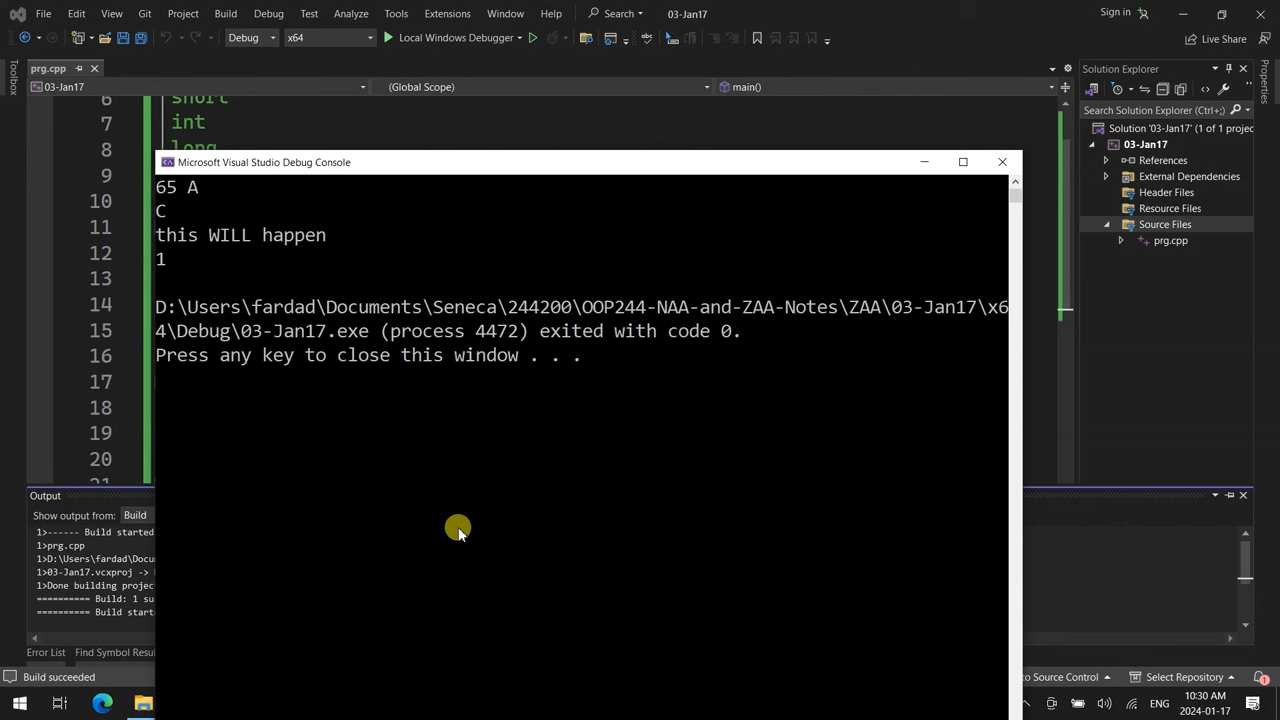 File Edit View Git Project Build Debug Test Analyze Tools Extensions Window Help Search 03-Jan17 Sign in
Debug x64 Local Windows Debugger Live Share
Toolbox
prg.cpp
Solution Explorer
Properties
03-Jan17 (Global Scope) main()
Search Solution Explorer (Ctrl+;)
6 short
7 int
8 long
9
10
11
12
13
14
15
16
17
18
19
20
21
Solution '03-Jan17' (1 of 1 projec
03-Jan17
References
External Dependencies
Header Files
Resource Files
Source Files
prg.cpp
Microsoft Visual Studio Debug Console
65 A
C
this WILL happen
1
D:\Users\fardad\Documents\Seneca\244200\OOP244-NAA-and-ZAA-Notes\ZAA\03-Jan17\x6
4\Debug\03-Jan17.exe (process 4472) exited with code 0.
Press any key to close this window . . .
Output
Show output from: Build
1>------ Build started
1>prg.cpp
1>D:\Users\fardad\Docu
1>03-Jan17.vcxproj ->
1>Done building project
========== Build: 1 su
========== Build start
Error List Find Symbol Resul
Build succeeded
to Source Control Select Repository 1
ENG 10:30 AM
2024-01-17